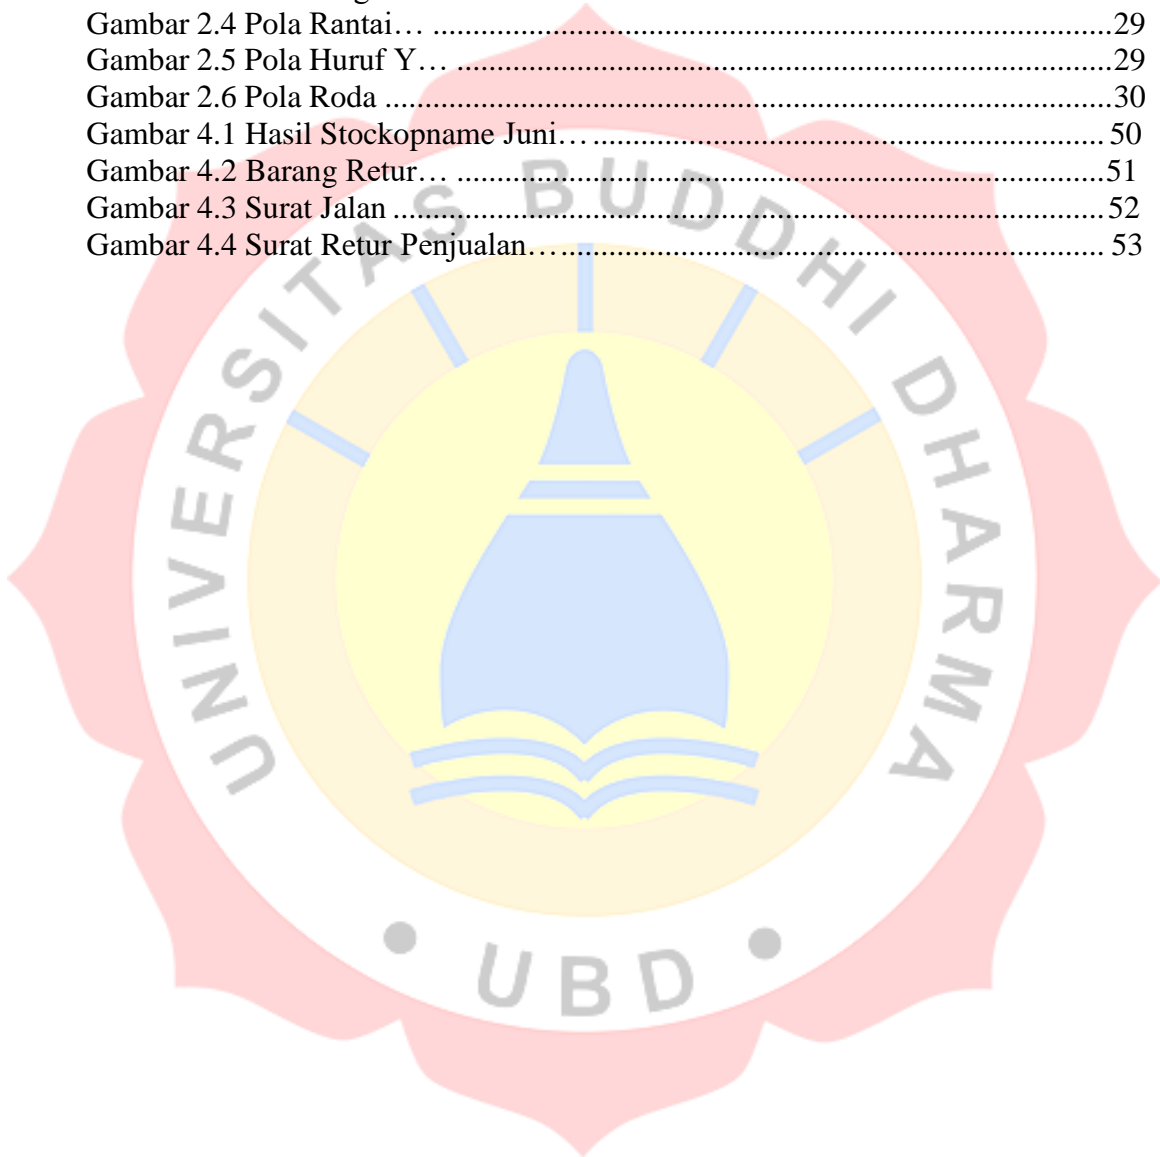 Gambar 2.4 Pola Rantai… ............................................................................29
Gambar 2.5 Pola Huruf Y… ..........................................................................29
Gambar 2.6 Pola Roda ..................................................................................30
Gambar 4.1 Hasil Stockopname Juni… ......................................................... 50
Gambar 4.2 Barang Retur… .........................................................................51
Gambar 4.3 Surat Jalan .................................................................................52
Gambar 4.4 Surat Retur Penjualan…............................................................. 53
UNIVERSITAS BUDDHI DHARMA
• UBD •